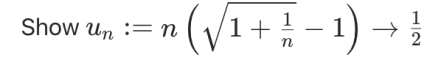 Show $u_n := n\left(\sqrt{1 + \frac{1}{n}} - 1\right) \to \frac{1}{2}$